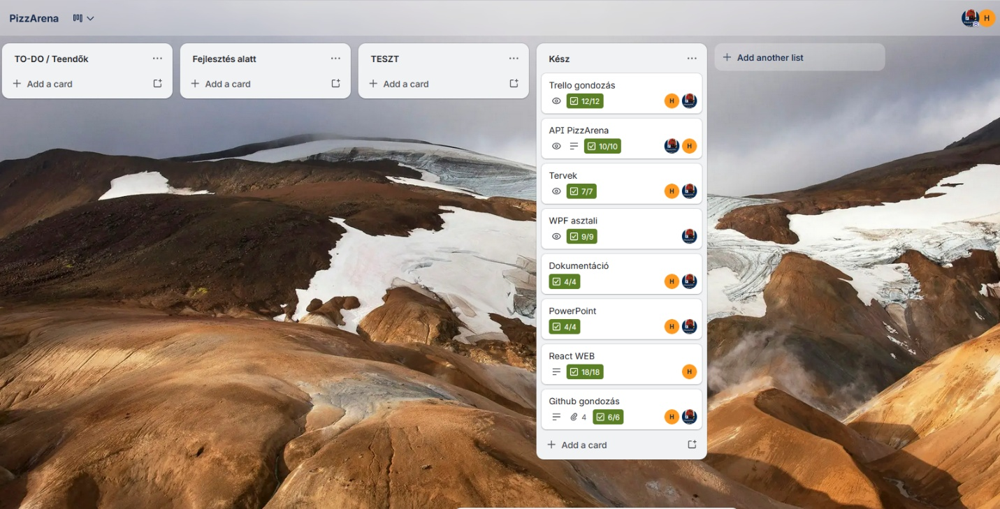 PizzArena
H
TO-DO / Teendők
Add a card
Fejlesztés alatt
Add a card
TESZT
Add a card
Kész
Trello gondozás
12/12
H
API PizzArena
10/10
H
Tervek
7/7
H
WPF asztali
9/9
Dokumentáció
4/4
H
PowerPoint
4/4
H
React WEB
18/18
H
Github gondozás
4
6/6
H
Add a card
Add another list